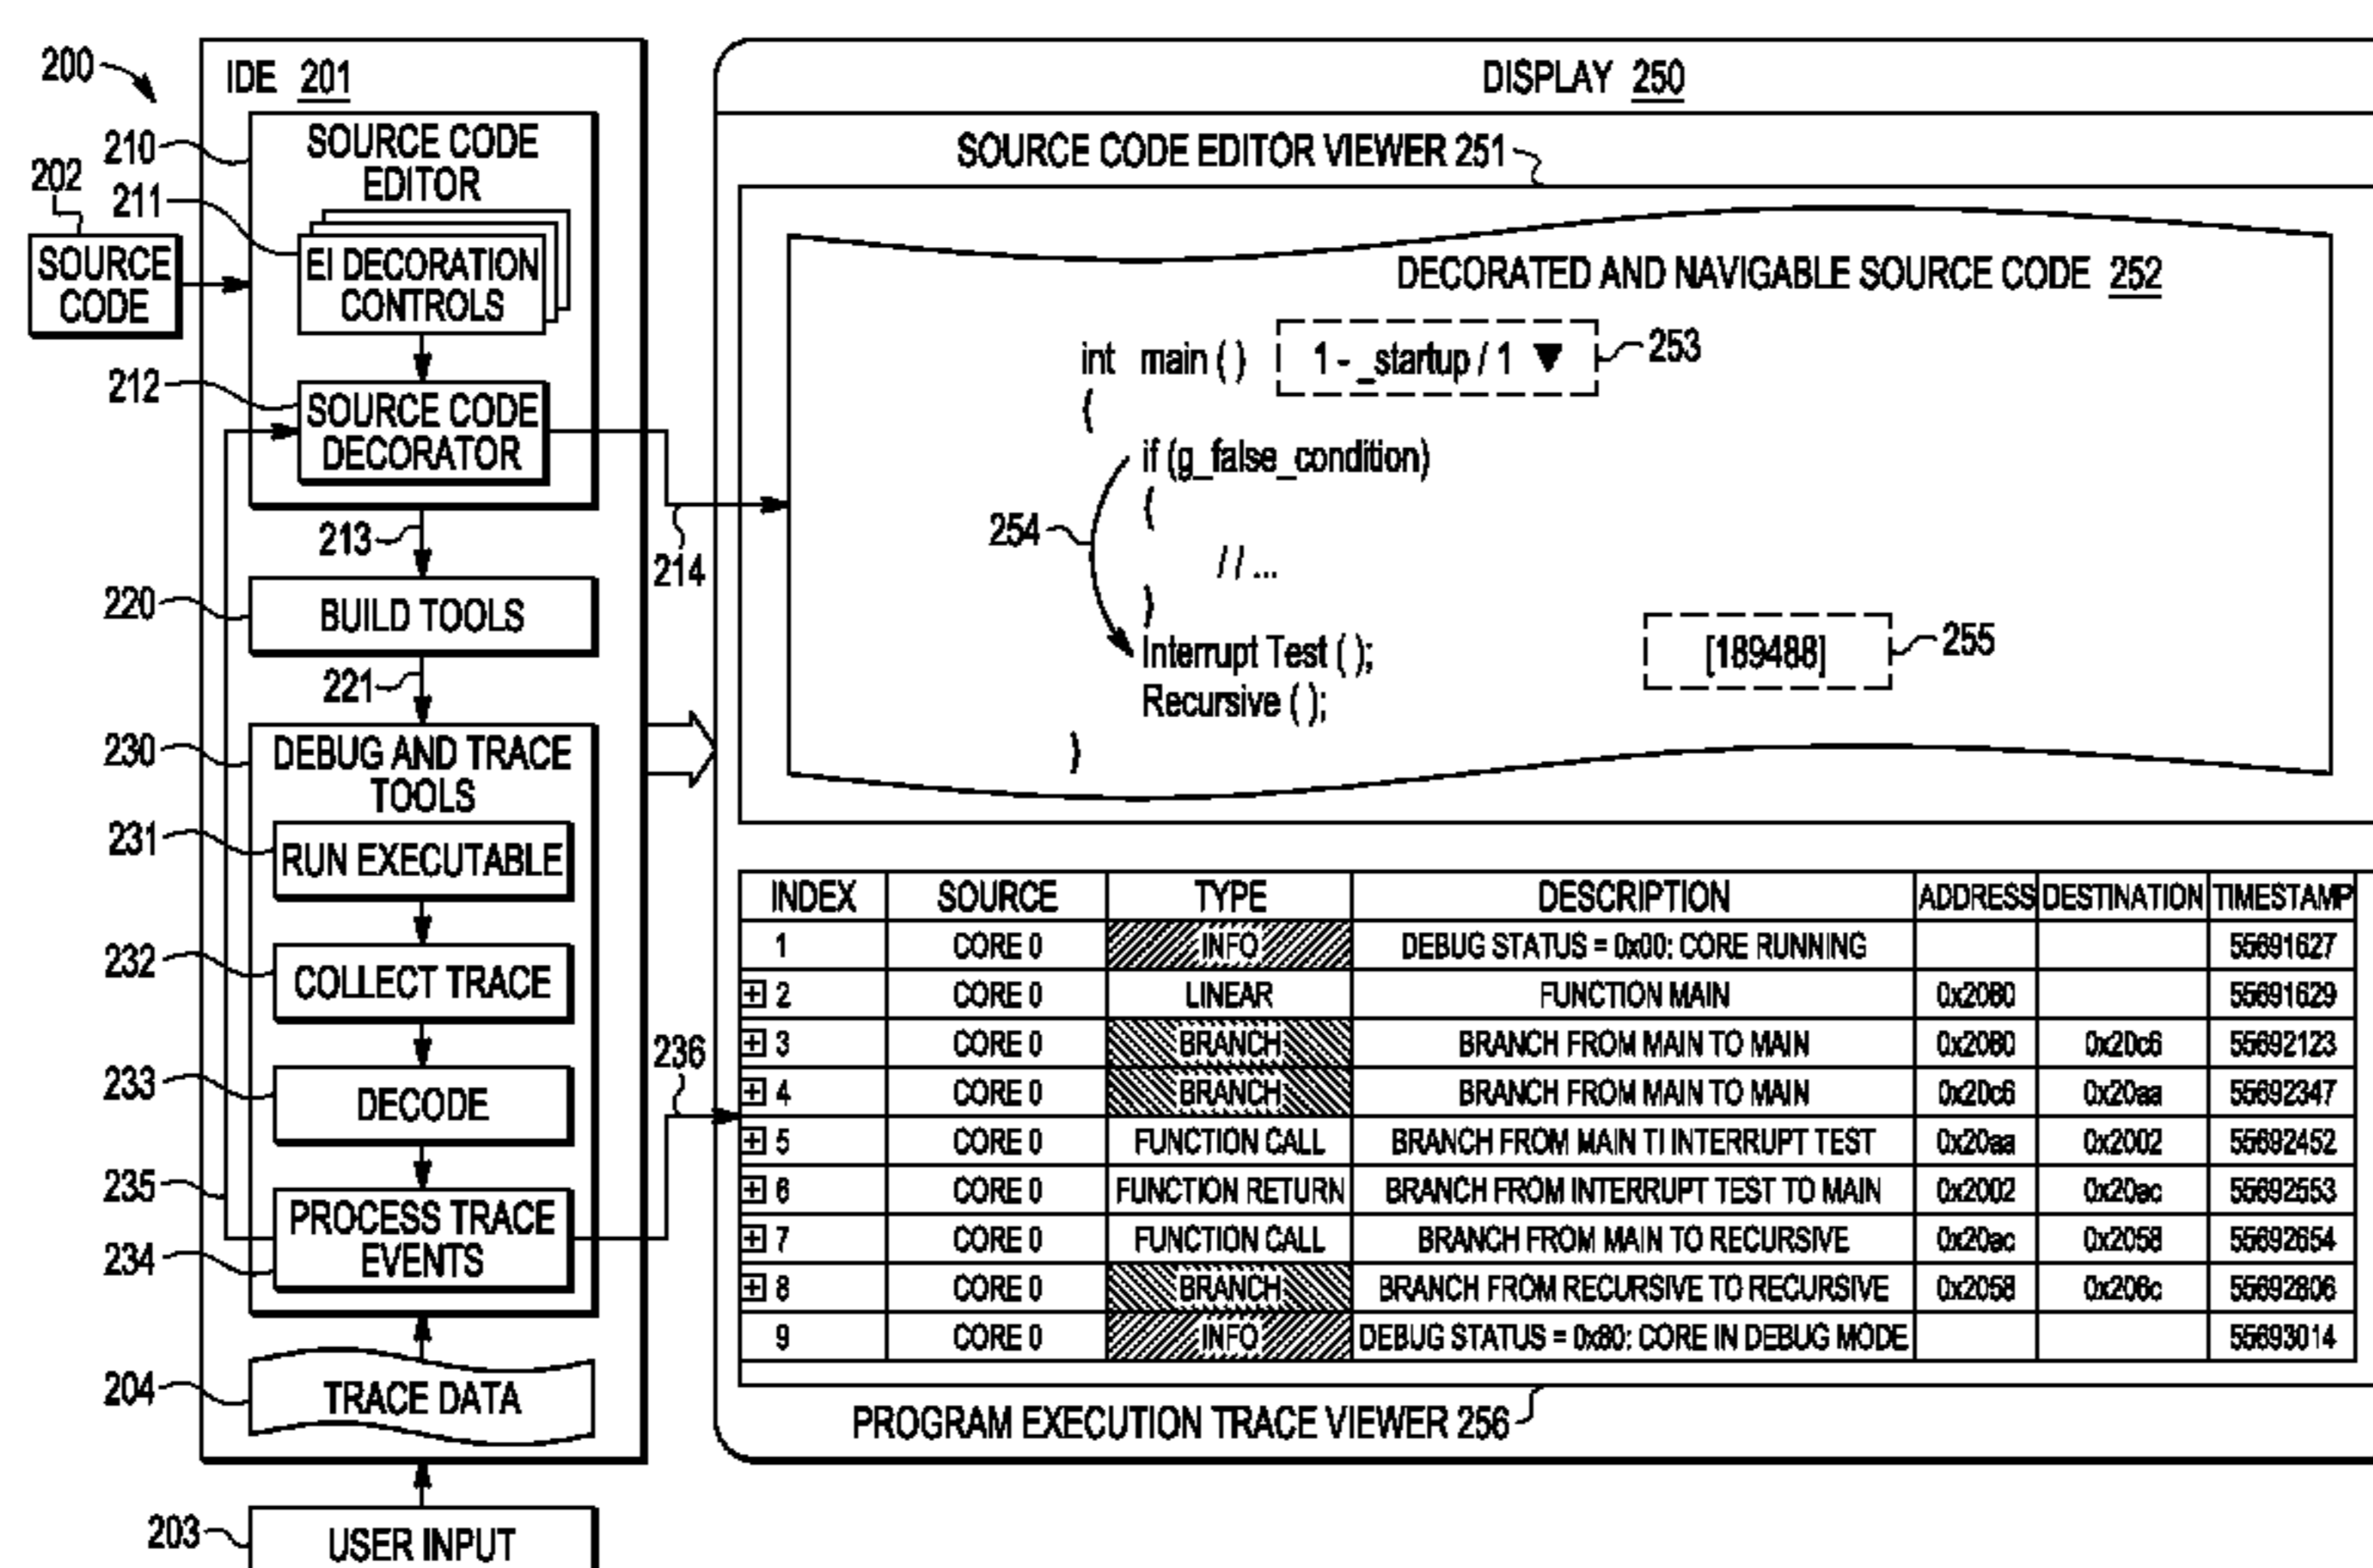 200
IDE 201
210
SOURCE CODE
EDITOR
202
211
SOURCE
CODE
EI DECORATION
CONTROLS
212
SOURCE CODE
DECORATOR
213
214
220
BUILD TOOLS
221
230
DEBUG AND TRACE
TOOLS
231
RUN EXECUTABLE
232
COLLECT TRACE
233
DECODE
235
236
PROCESS TRACE
EVENTS
234
204
TRACE DATA
203
USER INPUT
DISPLAY 250
SOURCE CODE EDITOR VIEWER 251
DECORATED AND NAVIGABLE SOURCE CODE 252
int main ( ) 1 - _startup / 1 ▼ 253
(
if (g_false_condition)
(
254
/ / ...
)
Interrupt Test ( ); [189488] 255
Recursive ( );
)
INDEX SOURCE TYPE DESCRIPTION ADDRESS DESTINATION TIMESTAMP
1 CORE 0 INFO DEBUG STATUS = 0x00: CORE RUNNING 55691627
+ 2 CORE 0 LINEAR FUNCTION MAIN 0x2080 55691629
+ 3 CORE 0 BRANCH BRANCH FROM MAIN TO MAIN 0x2080 0x20c6 55692123
+ 4 CORE 0 BRANCH BRANCH FROM MAIN TO MAIN 0x20c6 0x20aa 55692347
+ 5 CORE 0 FUNCTION CALL BRANCH FROM MAIN TI INTERRUPT TEST 0x20aa 0x2002 55692452
+ 6 CORE 0 FUNCTION RETURN BRANCH FROM INTERRUPT TEST TO MAIN 0x2002 0x20ac 55692553
+ 7 CORE 0 FUNCTION CALL BRANCH FROM MAIN TO RECURSIVE 0x20ac 0x2058 55692654
+ 8 CORE 0 BRANCH BRANCH FROM RECURSIVE TO RECURSIVE 0x2058 0x206c 55692806
9 CORE 0 INFO DEBUG STATUS = 0x80: CORE IN DEBUG MODE 55693014
PROGRAM EXECUTION TRACE VIEWER 256